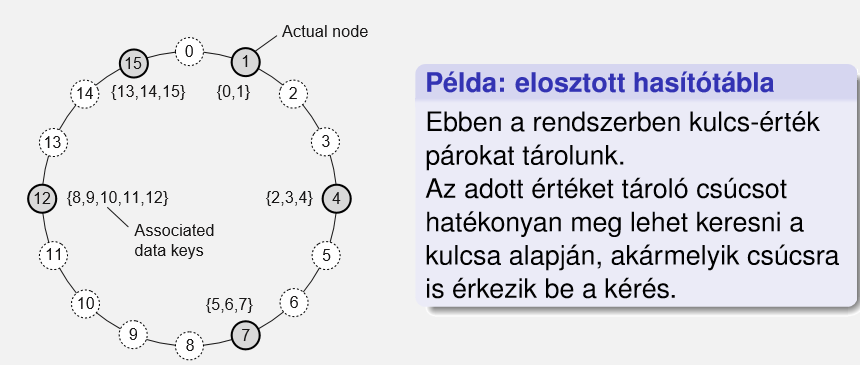 Actual node
0
15
1
14
{13,14,15}
{0,1}
2
13
3
12
{8,9,10,11,12}
{2,3,4}
4
Associated
data keys
11
5
10
{5,6,7}
6
9
8
7
Példa: elosztott hasítótábla
Ebben a rendszerben kulcs-érték
párokat tárolunk.
Az adott értéket tároló csúcsot
hatékonyan meg lehet keresni a
kulcsa alapján, akármelyik csúcsra
is érkezik be a kérés.